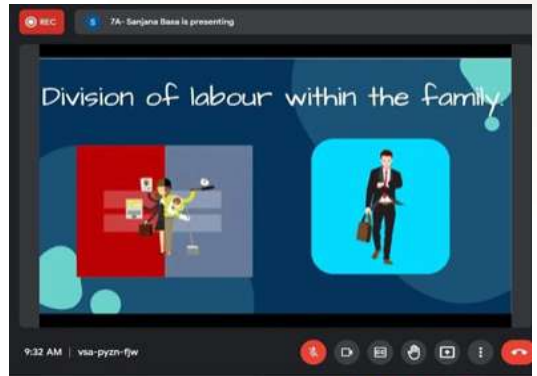 REC
S
7A- Sanjana Basa is presenting
Division of labour within the family.
9:32 AM | vsa-pyzn-fjw